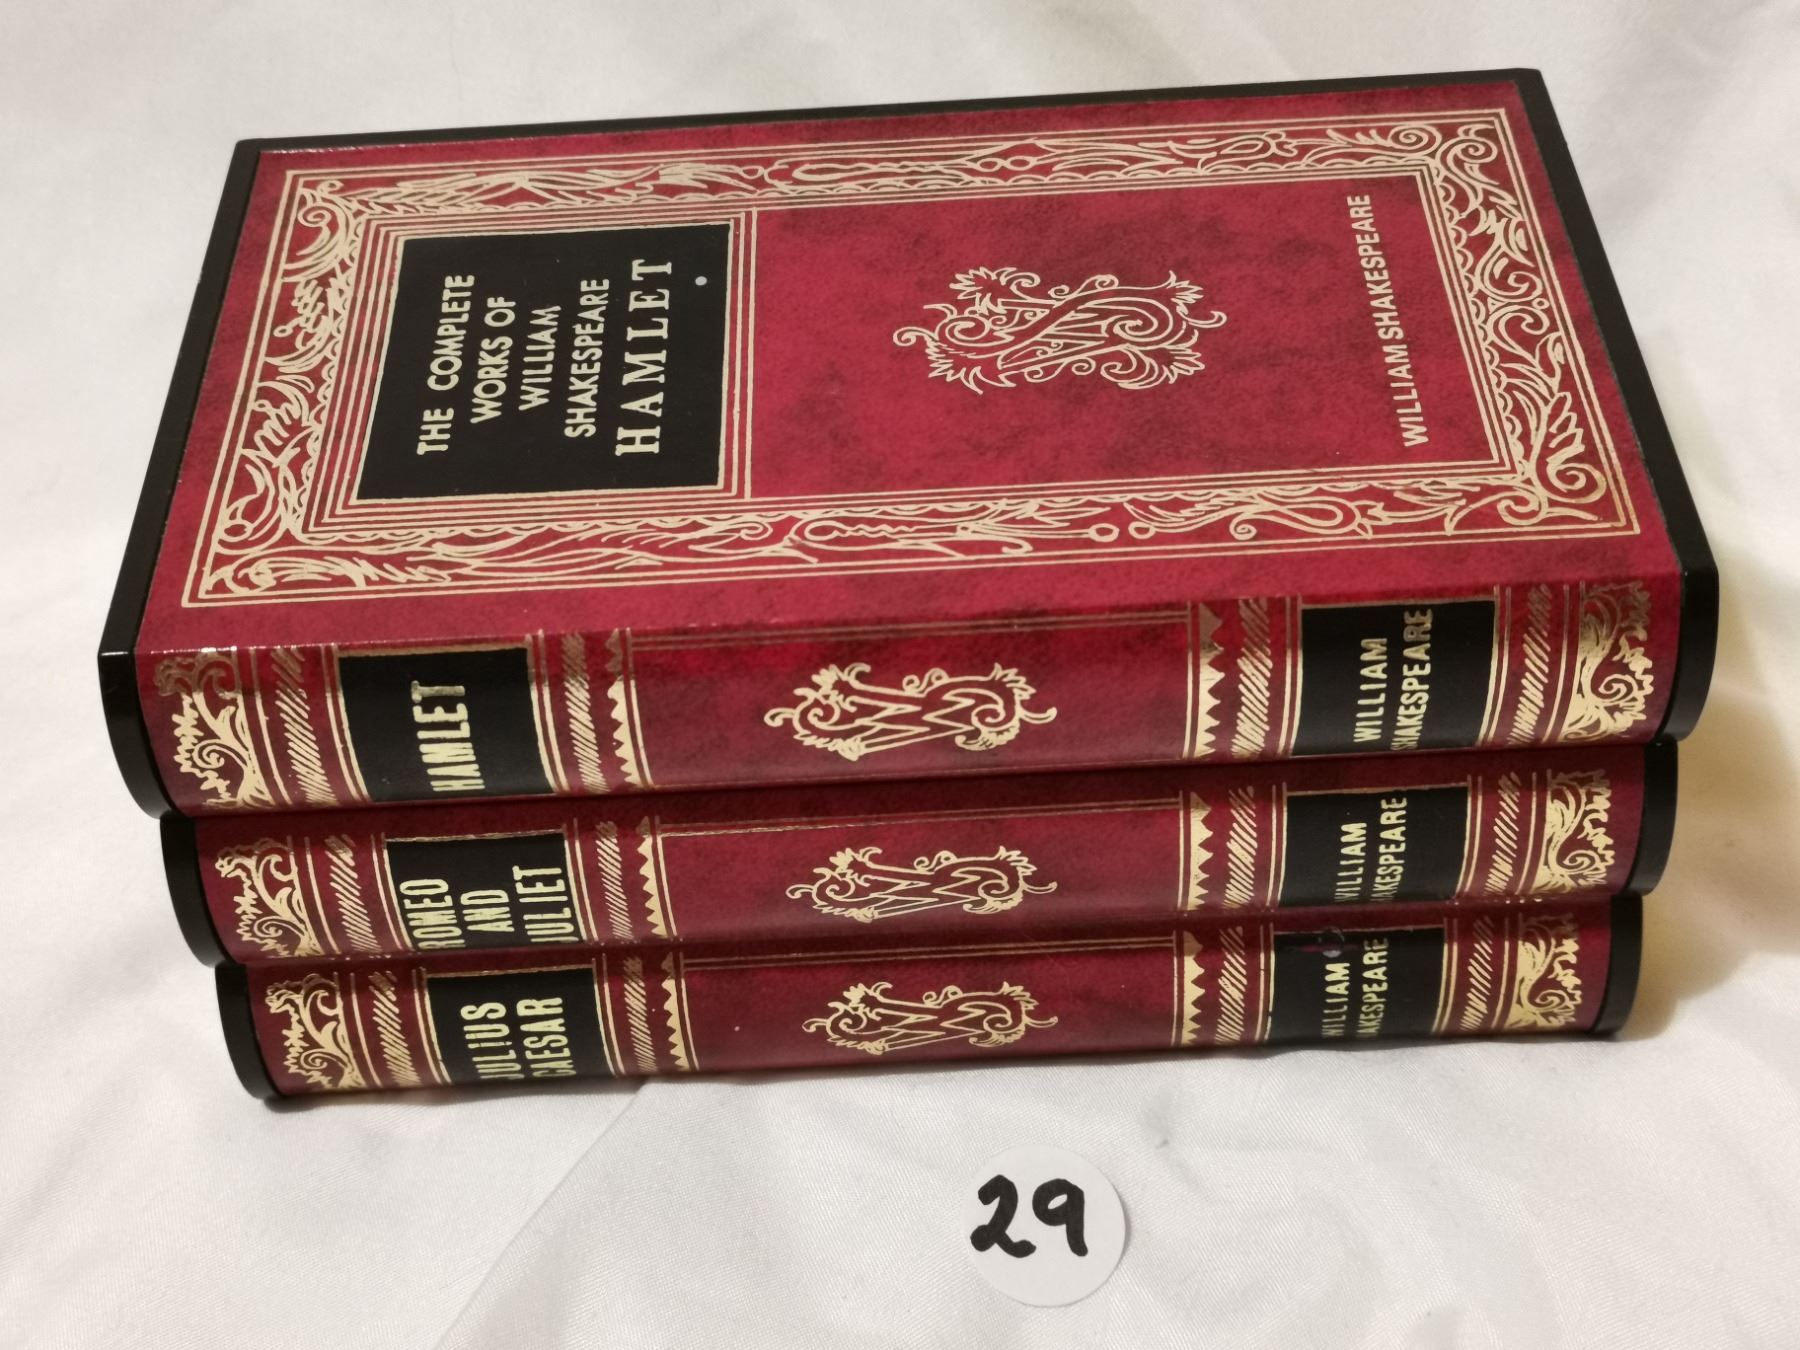 THE COMPLETE
WORKS OF
WILLIAM
SHAKESPEARE
HAMLET
WILLIAM SHAKESPEARE
HAMLET
WILLIAM
SHAKESPEARE
ROMEO
AND
JULIET
WILLIAM
SHAKESPEARE
JULIUS
CAESAR
WILLIAM
SHAKESPEARE
29